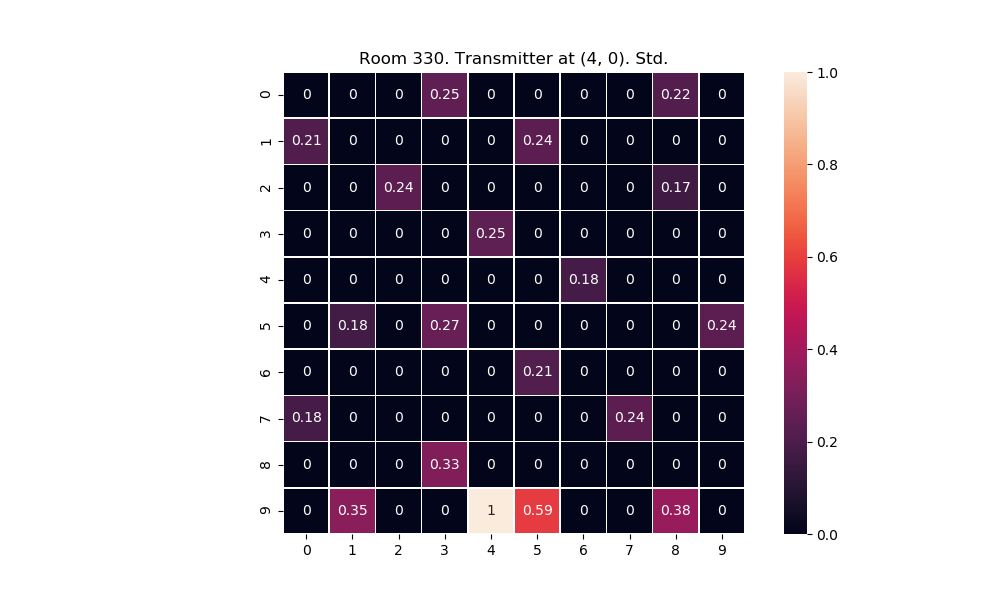 Room 330. Transmitter at (4, 0). Std.
0 0 0 0 0.25 0 0 0 0 0.22 0
1 0.21 0 0 0 0 0.24 0 0 0 0
2 0 0 0.24 0 0 0 0 0 0.17 0
3 0 0 0 0 0.25 0 0 0 0 0
4 0 0 0 0 0 0 0.18 0 0 0
5 0 0.18 0 0.27 0 0 0 0 0 0.24
6 0 0 0 0 0 0.21 0 0 0 0
7 0.18 0 0 0 0 0 0 0.24 0 0
8 0 0 0 0.33 0 0 0 0 0 0
9 0 0.35 0 0 1 0.59 0 0 0.38 0
0 1 2 3 4 5 6 7 8 9
1.0
0.8
0.6
0.4
0.2
0.0